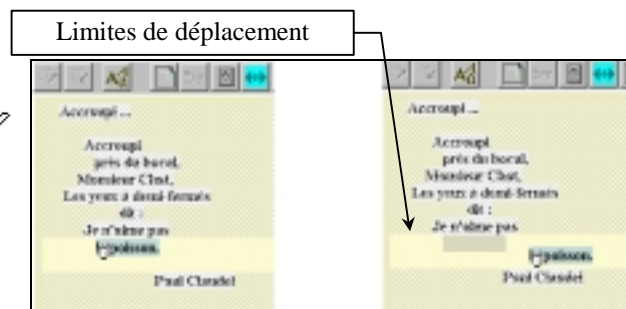 Limites de déplacement
Accroupi ...
Accroupi
près du bocal,
Monsieur Chat,
Les yeux à demi-fermés
dit :
Je n'aime pas
le poisson.
Paul Claudel
Accroupi ...
Accroupi
près du bocal,
Monsieur Chat,
Les yeux à demi-fermés
dit :
Je n'aime pas
le poisson.
Paul Claudel